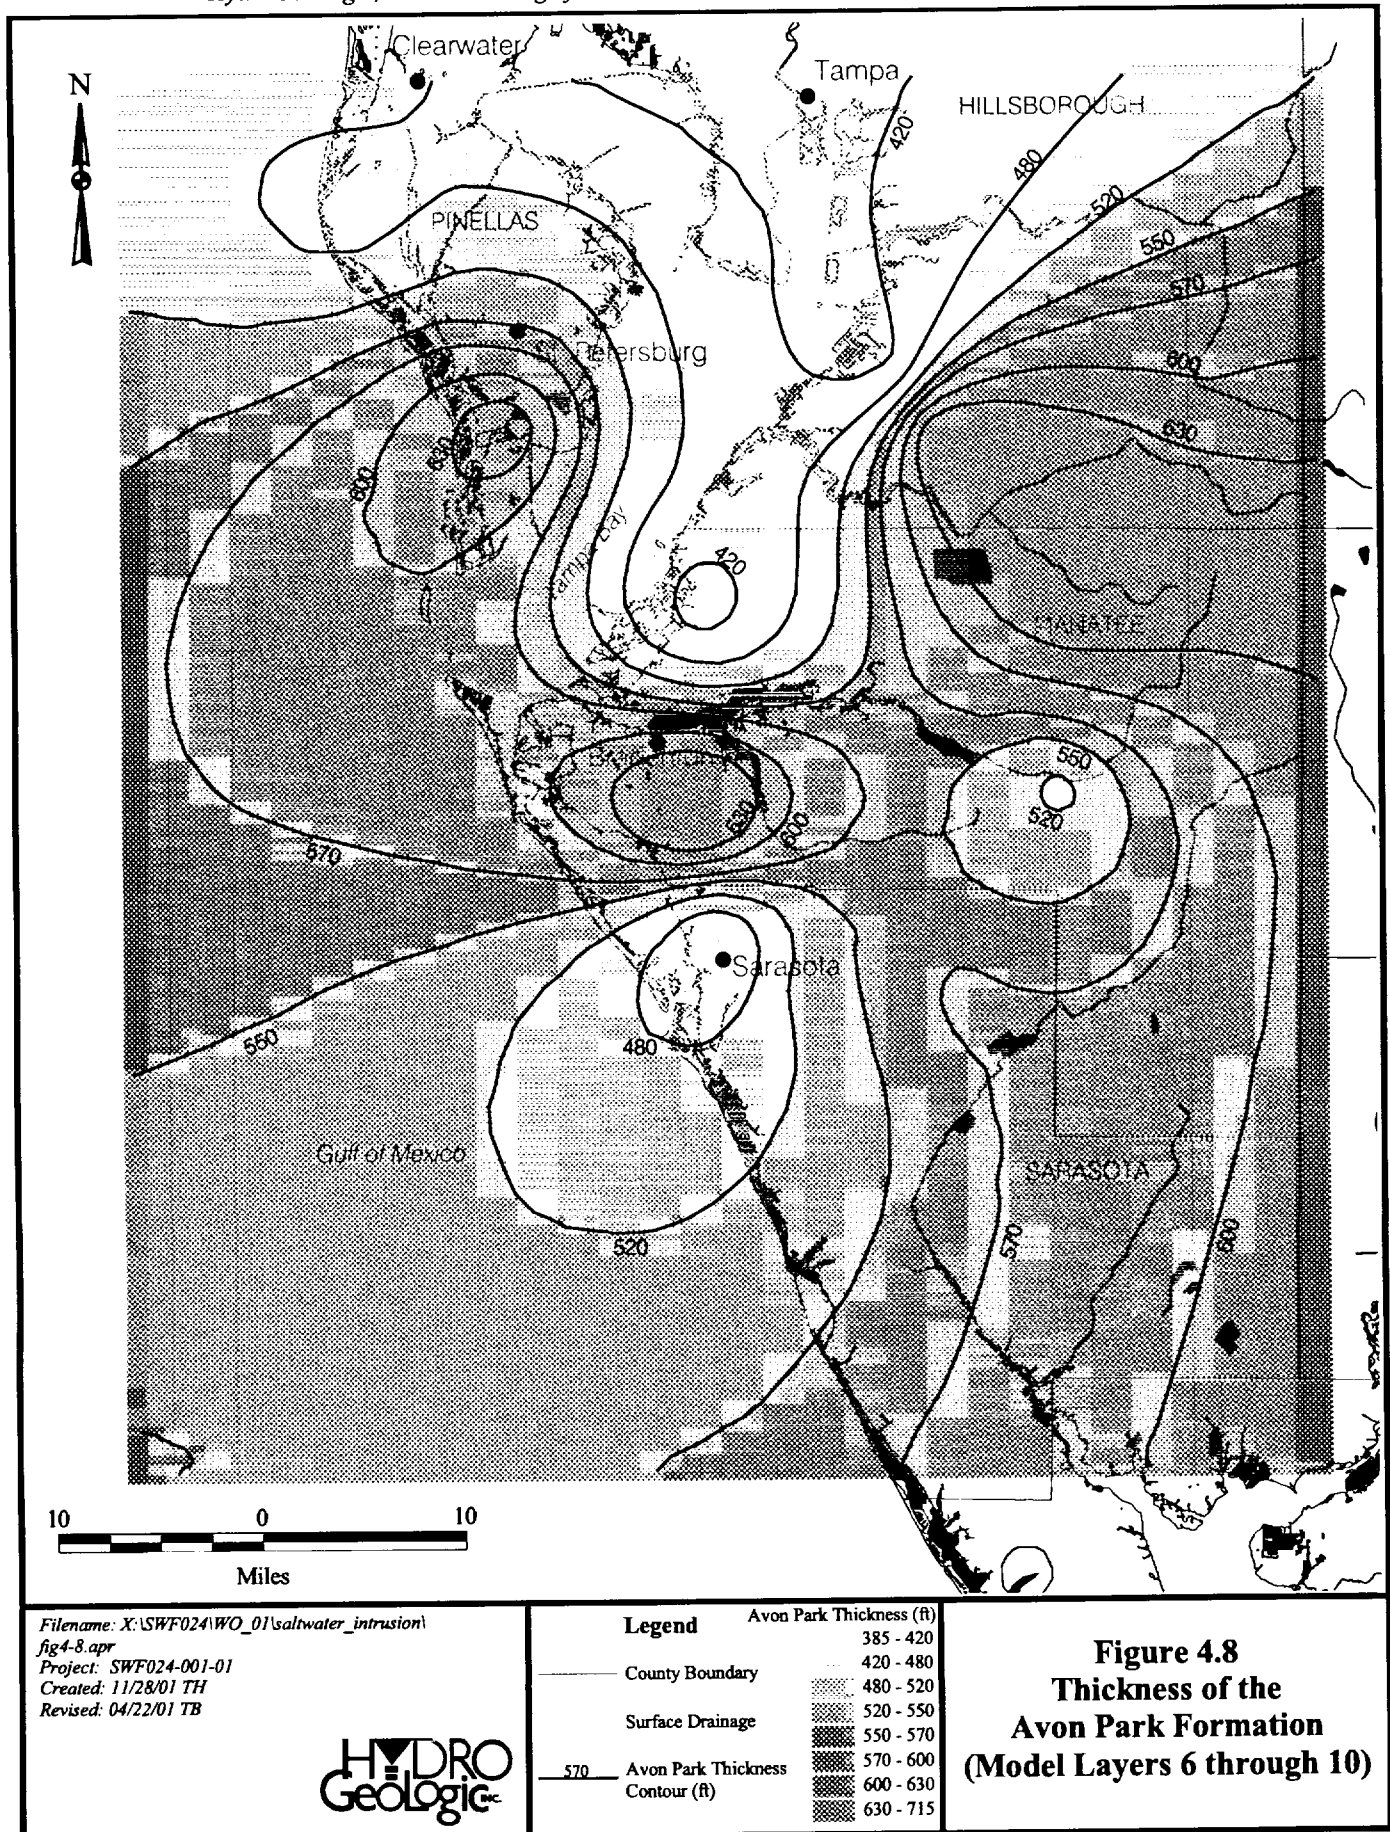 Clearwater
N
Tampa
HILLSBOROUGH
420
480
520
PINELLAS
550
570
St. Petersburg
600
630
630
600
Tampa Bay
420
MANATEE
550
520
630
600
570
Sarasota
480
550
Gulf of Mexico
SARASOTA
520
570
600
10 0 10
Miles
Filename: X:\SWF024\WO_01\saltwater_intrusion\
fig4-8.apr
Project: SWF024-001-01
Created: 11/28/01 TH
Revised: 04/22/01 TB
HYDRO
GeoLogic INC.
Legend
County Boundary
Surface Drainage
570 Avon Park Thickness
Contour (ft)
Avon Park Thickness (ft)
385 - 420
420 - 480
480 - 520
520 - 550
550 - 570
570 - 600
600 - 630
630 - 715
Figure 4.8
Thickness of the
Avon Park Formation
(Model Layers 6 through 10)